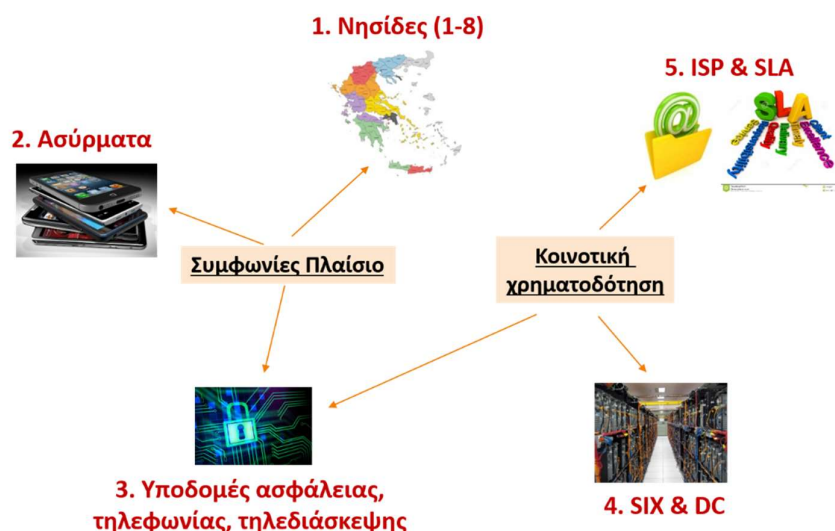 1. Νησίδες (1-8)
5. ISP & SLA
2. Ασύρματα
SLA
Συμφωνίες Πλαίσιο
Κοινοτική
χρηματοδότηση
3. Υποδομές ασφάλειας,
τηλεφωνίας, τηλεδιάσκεψης
4. SIX & DC